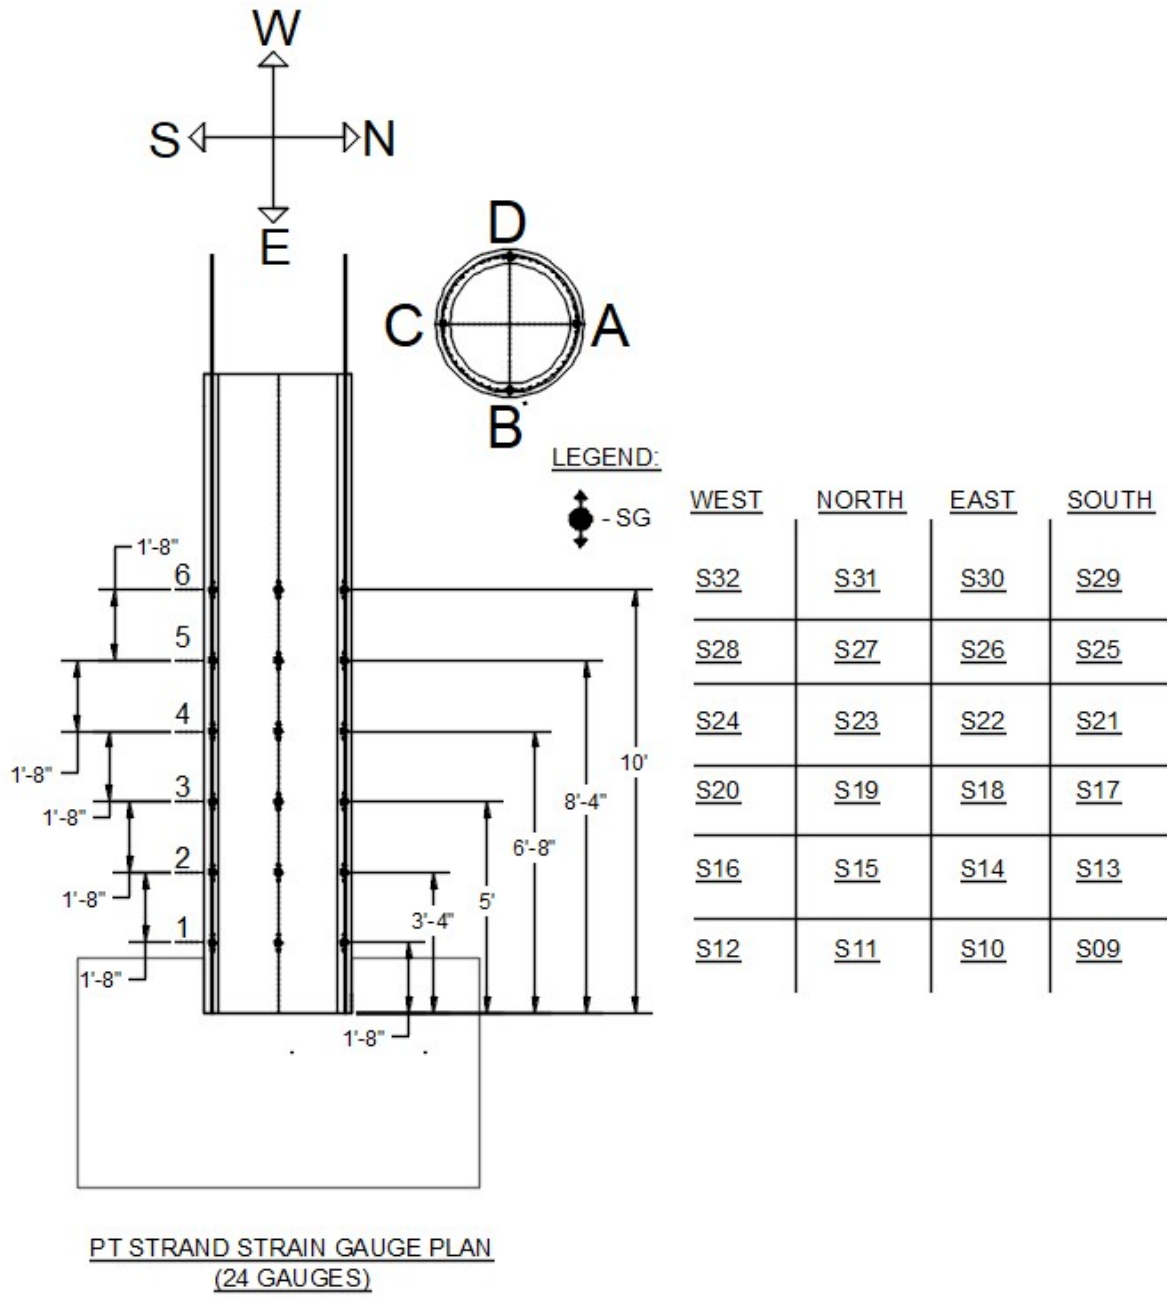 W
S N
E
D
C A
B
LEGEND:
- SG
WEST NORTH EAST SOUTH
S32 S31 S30 S29
S28 S27 S26 S25
S24 S23 S22 S21
S20 S19 S18 S17
S16 S15 S14 S13
S12 S11 S10 S09
1'-8"
6
5
4
1'-8"
3
1'-8"
2
1'-8"
1
1'-8"
10'
8'-4"
6'-8"
5'
3'-4"
1'-8"
PT STRAND STRAIN GAUGE PLAN
(24 GAUGES)